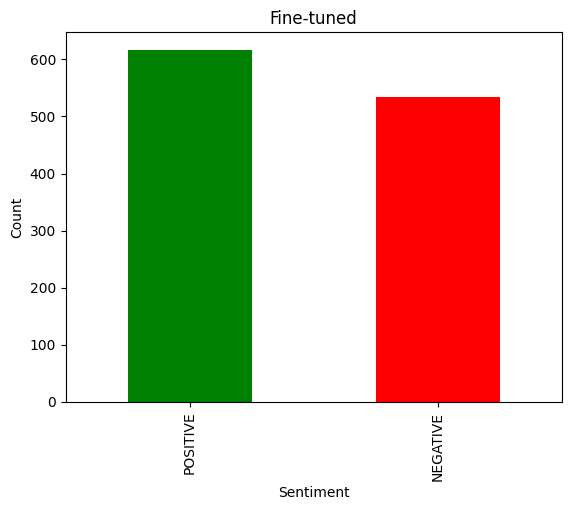 Fine-tuned
Count
600
500
400
300
200
100
0
POSITIVE
NEGATIVE
Sentiment